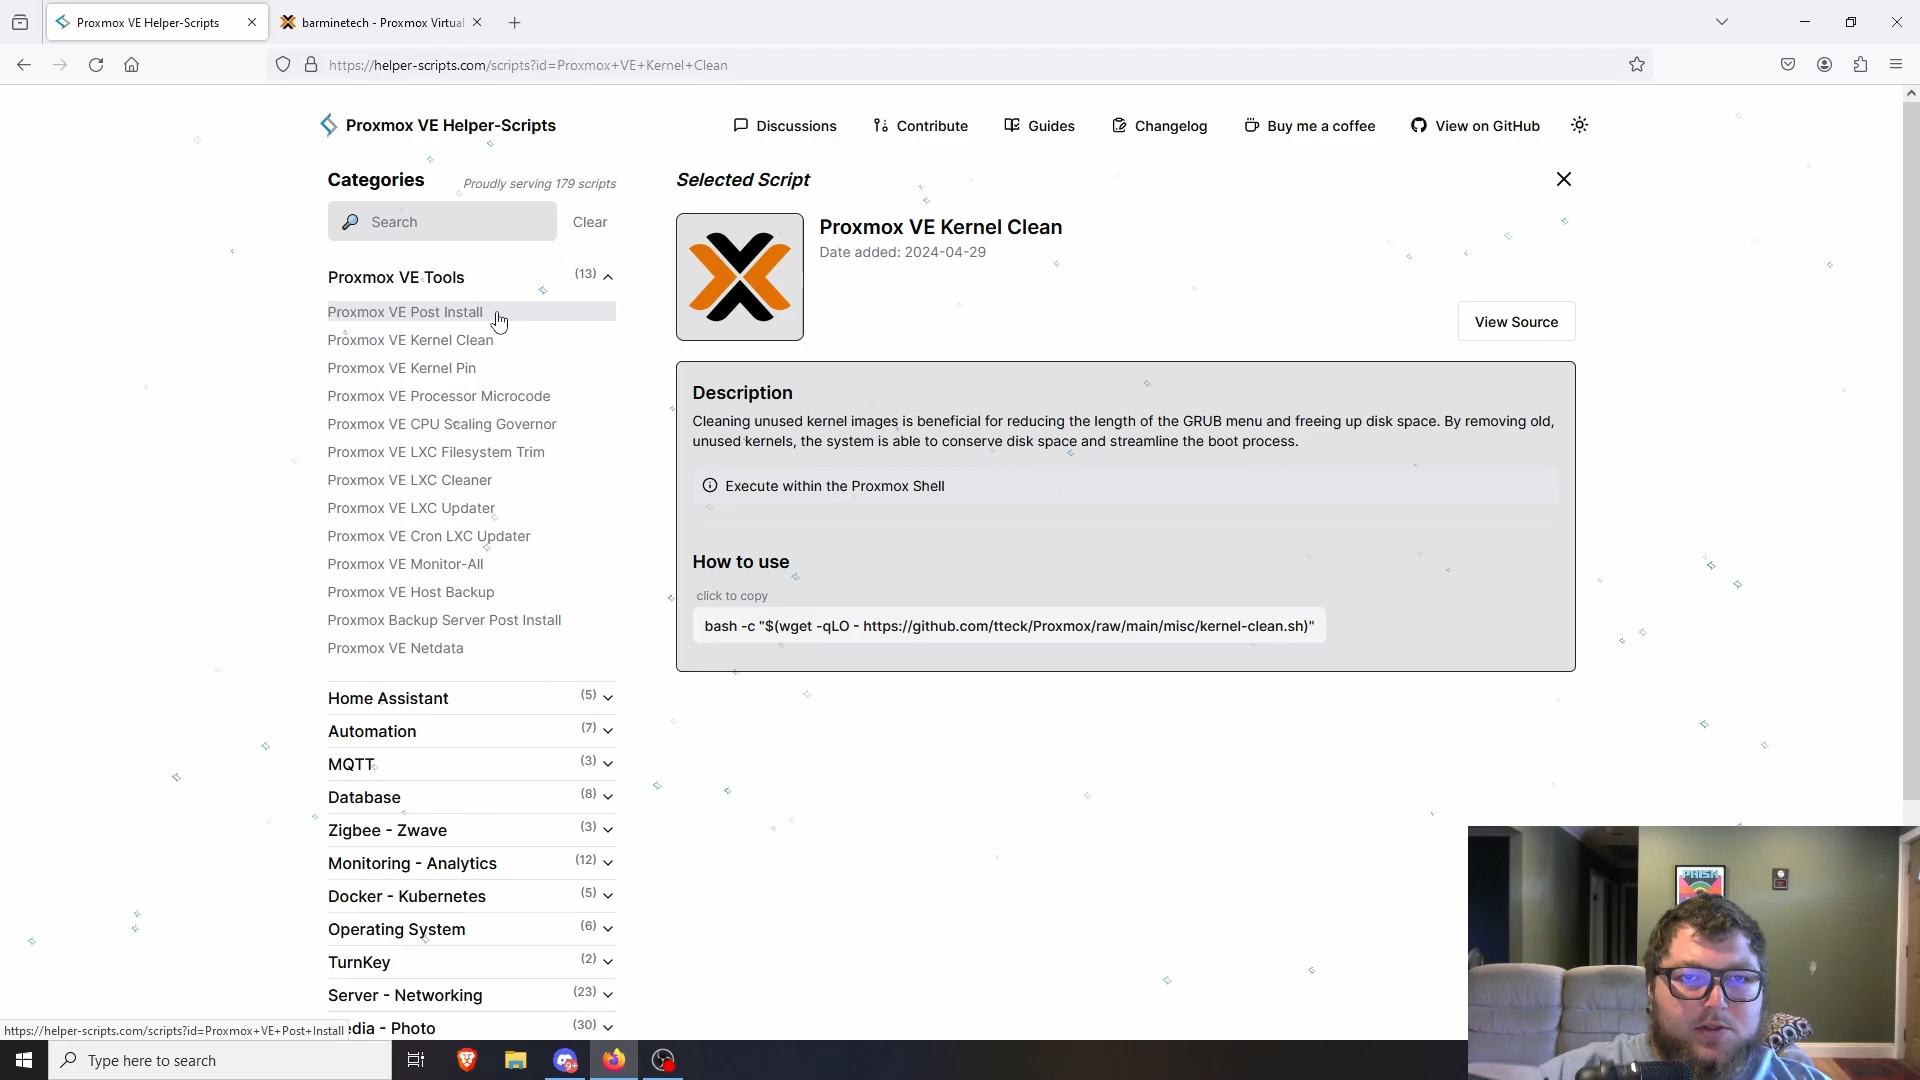 Proxmox VE Helper-Scripts
barminetech - Proxmox Virtual
https://helper-scripts.com/scripts?id=Proxmox+VE+Kernel+Clean
Proxmox VE Helper-Scripts
Discussions
Contribute
Guides
Changelog
Buy me a coffee
View on GitHub
Categories
Proudly serving 179 scripts
Search
Clear
Proxmox VE Tools
(13)
Proxmox VE Post Install
Proxmox VE Kernel Clean
Proxmox VE Kernel Pin
Proxmox VE Processor Microcode
Proxmox VE CPU Scaling Governor
Proxmox VE LXC Filesystem Trim
Proxmox VE LXC Cleaner
Proxmox VE LXC Updater
Proxmox VE Cron LXC Updater
Proxmox VE Monitor-All
Proxmox VE Host Backup
Proxmox Backup Server Post Install
Proxmox VE Netdata
Home Assistant
(5)
Automation
(7)
MQTT
(3)
Database
(8)
Zigbee - Zwave
(3)
Monitoring - Analytics
(12)
Docker - Kubernetes
(5)
Operating System
(6)
TurnKey
(2)
Server - Networking
(23)
edia - Photo
(30)
Selected Script
Proxmox VE Kernel Clean
Date added: 2024-04-29
View Source
Description
Cleaning unused kernel images is beneficial for reducing the length of the GRUB menu and freeing up disk space. By removing old,
unused kernels, the system is able to conserve disk space and streamline the boot process.
Execute within the Proxmox Shell
How to use
click to copy
bash -c "$(wget -qLO - https://github.com/tteck/Proxmox/raw/main/misc/kernel-clean.sh)"
https://helper-scripts.com/scripts?id=Proxmox+VE+Post+Install
PHISH
Type here to search
9+